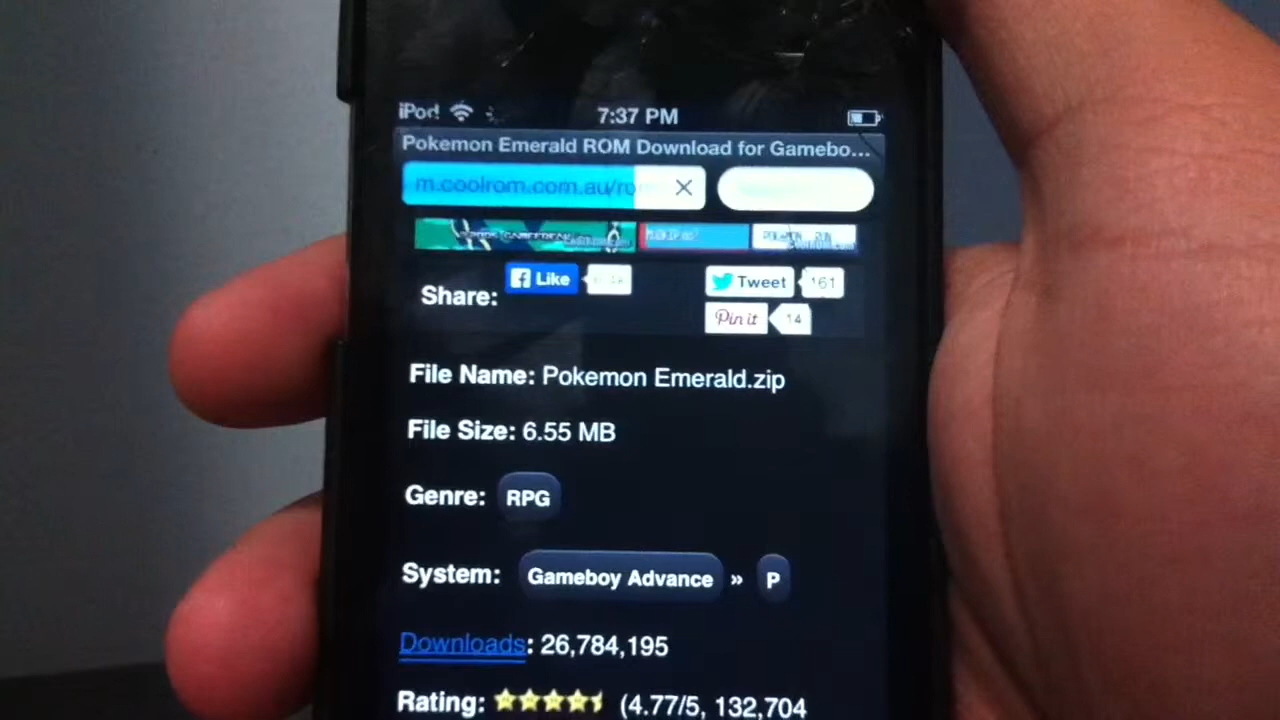 iPod 7:37 PM
Pokemon Emerald ROM Download for Gamebo...
m.coolrom.com.au/ro
Share: Like Tweet 161
Pin it 14
File Name: Pokemon Emerald.zip
File Size: 6.55 MB
Genre: RPG
System: Gameboy Advance » P
Downloads: 26,784,195
Rating: (4.77/5, 132,704